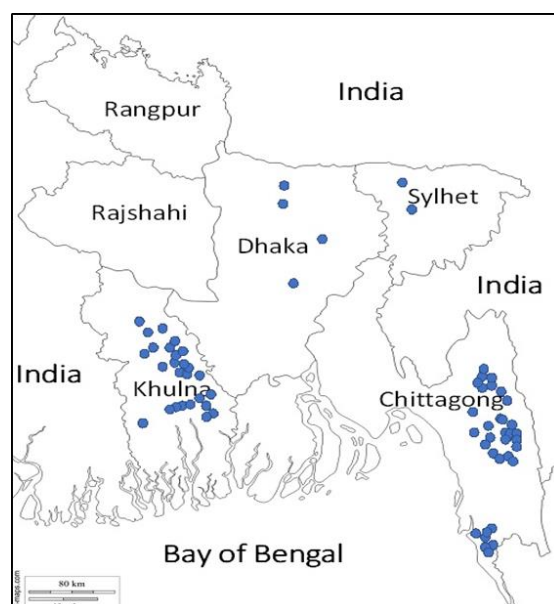 India
Rangpur
Rajshahi
Sylhet
Dhaka
India
India
Khulna
Chittagong
Bay of Bengal
80 km